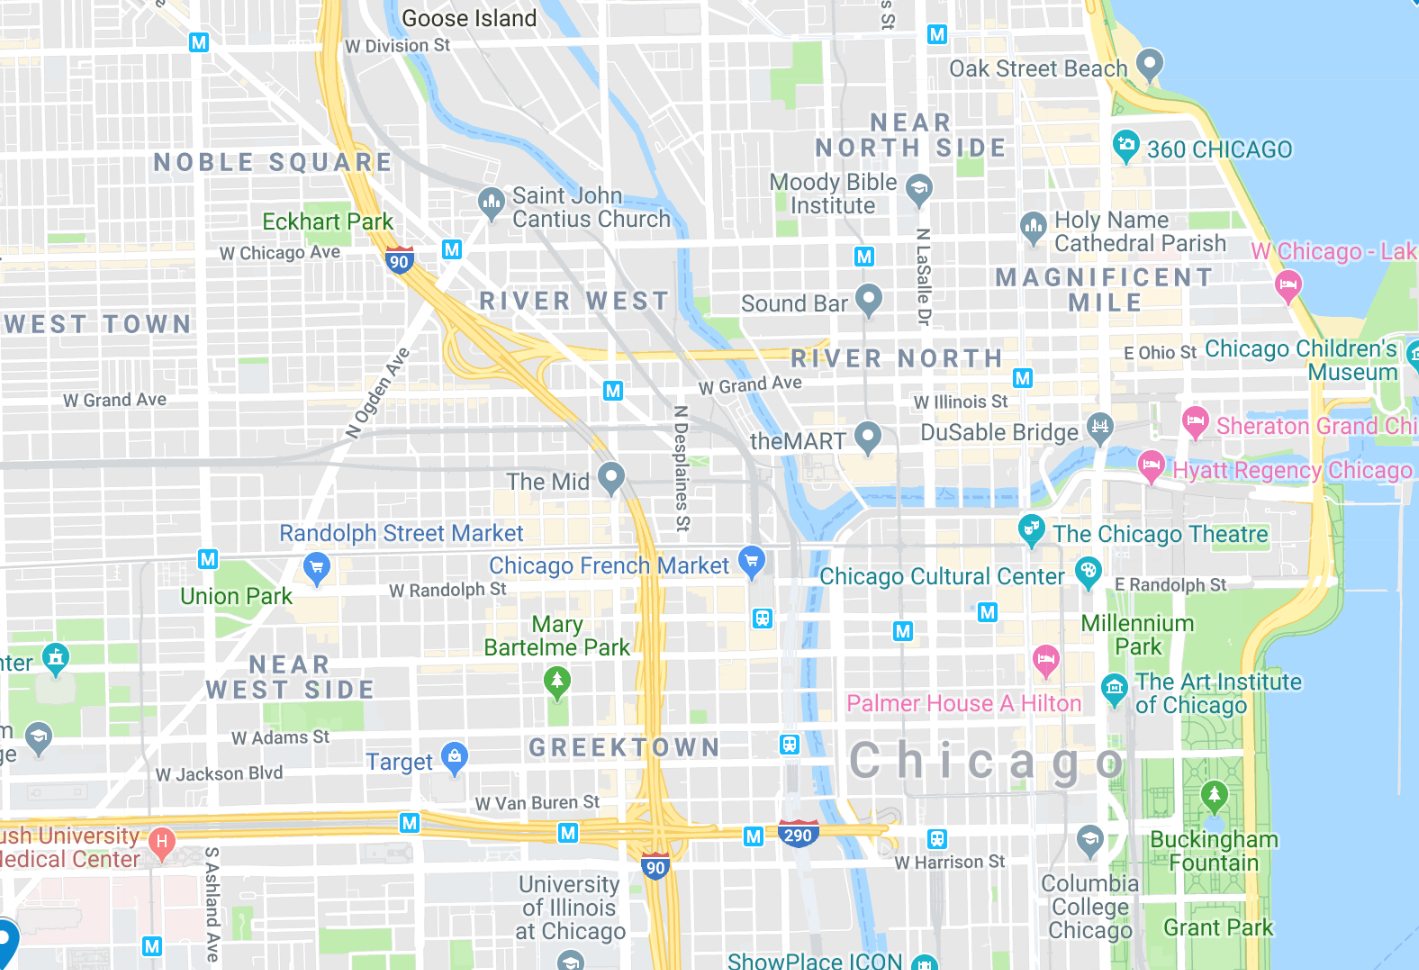 Goose Island
W Division St
M
M
s St
Oak Street Beach
NEAR
NORTH SIDE
360 CHICAGO
NOBLE SQUARE
Moody Bible
Institute
Saint John
Cantius Church
Eckhart Park
Holy Name
Cathedral Parish
W Chicago Ave
M
90
M
N LaSalle Dr
W Chicago - Lak
MAGNIFICENT
MILE
RIVER WEST
Sound Bar
WEST TOWN
RIVER NORTH
E Ohio St
Chicago Children's
Museum
N Ogden Ave
W Grand Ave
M
W Grand Ave
M
W Illinois St
N Desplaines St
theMART
DuSable Bridge
Sheraton Grand Chi
Hyatt Regency Chicago
The Mid
Randolph Street Market
The Chicago Theatre
M
Chicago French Market
Chicago Cultural Center
E Randolph St
Union Park
W Randolph St
Mary
Bartelme Park
M
M
Millennium
Park
nter
NEAR
WEST SIDE
Palmer House A Hilton
The Art Institute
of Chicago
m
ge
W Adams St
GREEKTOWN
Chicago
Target
W Jackson Blvd
W Van Buren St
M
M
M
290
ush University
Medical Center
H
S Ashland Ave
90
W Harrison St
Buckingham
Fountain
University
of Illinois
at Chicago
Columbia
College
Chicago
Grant Park
M
ShowPlace ICON